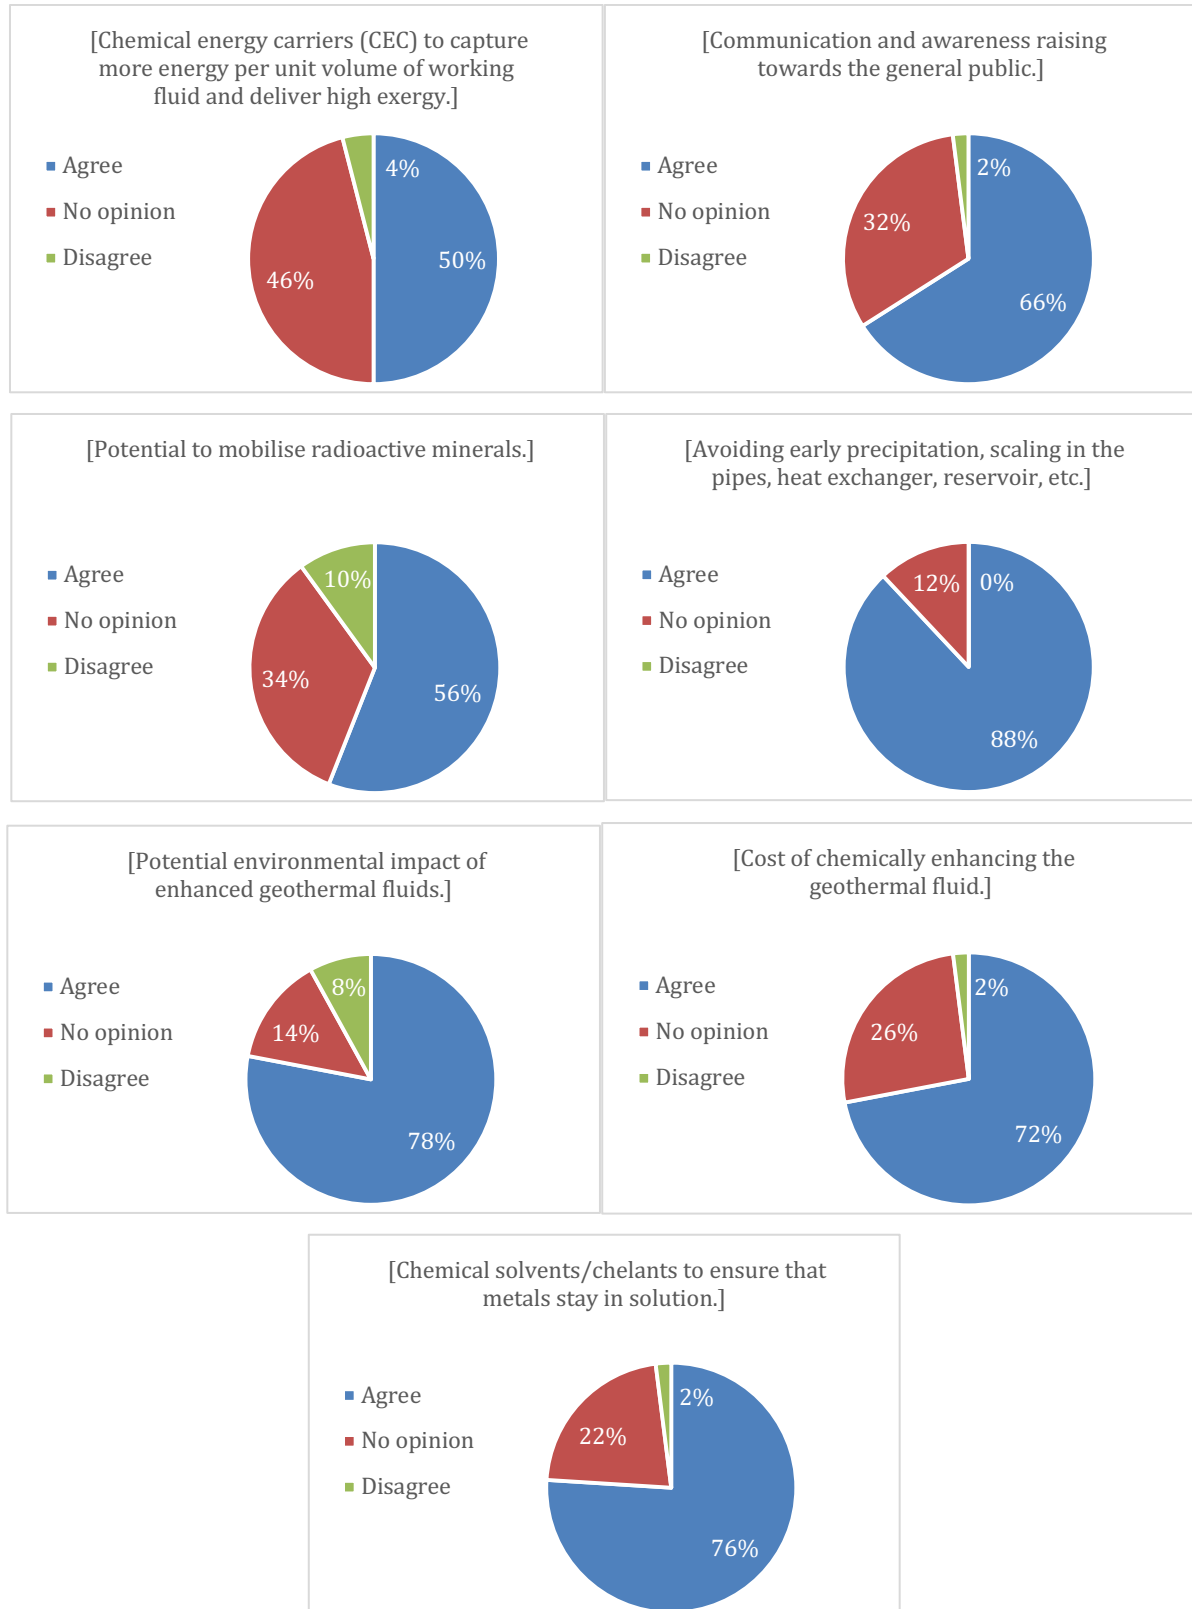 [Chemical energy carriers (CEC) to capture
more energy per unit volume of working
fluid and deliver high exergy.]
Agree
No opinion
Disagree
4%
50%
46%
[Communication and awareness raising
towards the general public.]
Agree
No opinion
Disagree
2%
32%
66%
[Potential to mobilise radioactive minerals.]
Agree
No opinion
Disagree
10%
34%
56%
[Avoiding early precipitation, scaling in the
pipes, heat exchanger, reservoir, etc.]
Agree
No opinion
Disagree
12%
0%
88%
[Potential environmental impact of
enhanced geothermal fluids.]
Agree
No opinion
Disagree
8%
14%
78%
[Cost of chemically enhancing the
geothermal fluid.]
Agree
No opinion
Disagree
2%
26%
72%
[Chemical solvents/chelants to ensure that
metals stay in solution.]
Agree
No opinion
Disagree
2%
22%
76%